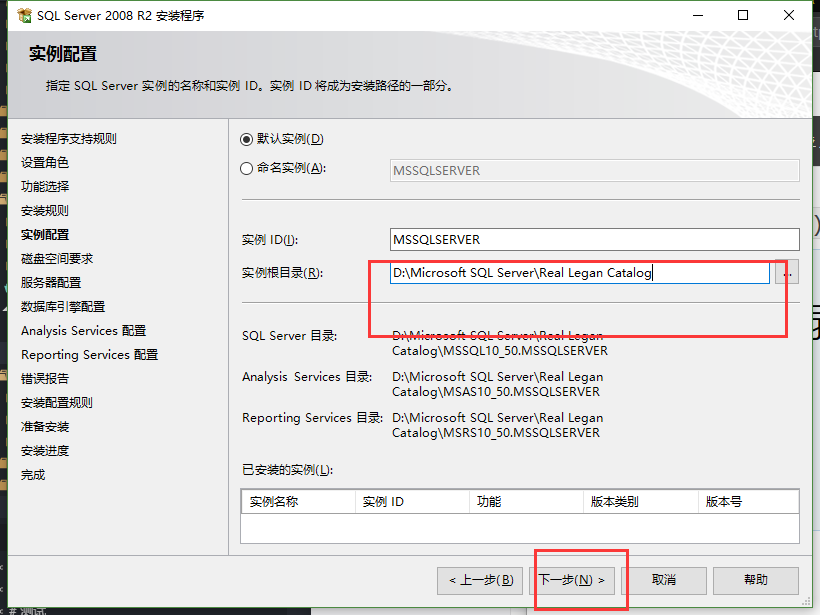 SQL Server 2008 R2 安装程序
实例配置
指定 SQL Server 实例的名称和实例 ID。实例 ID 将成为安装路径的一部分。
安装程序支持规则
设置角色
功能选择
安装规则
实例配置
磁盘空间要求
服务器配置
数据库引擎配置
Analysis Services 配置
Reporting Services 配置
错误报告
安装配置规则
准备安装
安装进度
完成
默认实例(D)
命名实例(A):
MSSQLSERVER
实例 ID(I):
MSSQLSERVER
实例根目录(R):
D:\Microsoft SQL Server\Real Legan Catalog
...
SQL Server 目录:
D:\Microsoft SQL Server\Real Legan
Catalog\MSSQL10_50.MSSQLSERVER
Analysis Services 目录:
D:\Microsoft SQL Server\Real Legan
Catalog\MSAS10_50.MSSQLSERVER
Reporting Services 目录:
D:\Microsoft SQL Server\Real Legan
Catalog\MSRS10_50.MSSQLSERVER
已安装的实例(L):
实例名称 实例 ID 功能 版本类别 版本号
< 上一步(B) 下一步(N) > 取消 帮助
# 测试